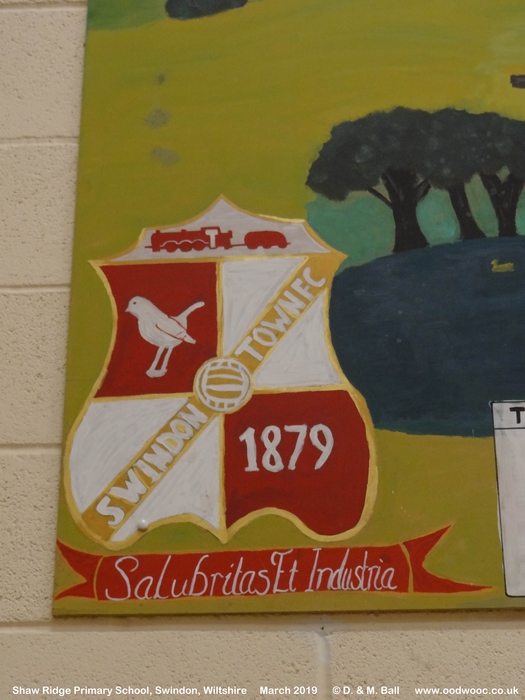 T
SWINDON TOWN FC
1879
Salubritas Et Industria
T
Shaw Ridge Primary School, Swindon, Wiltshire March 2019 © D. & M. Ball www.oodwooc.co.uk